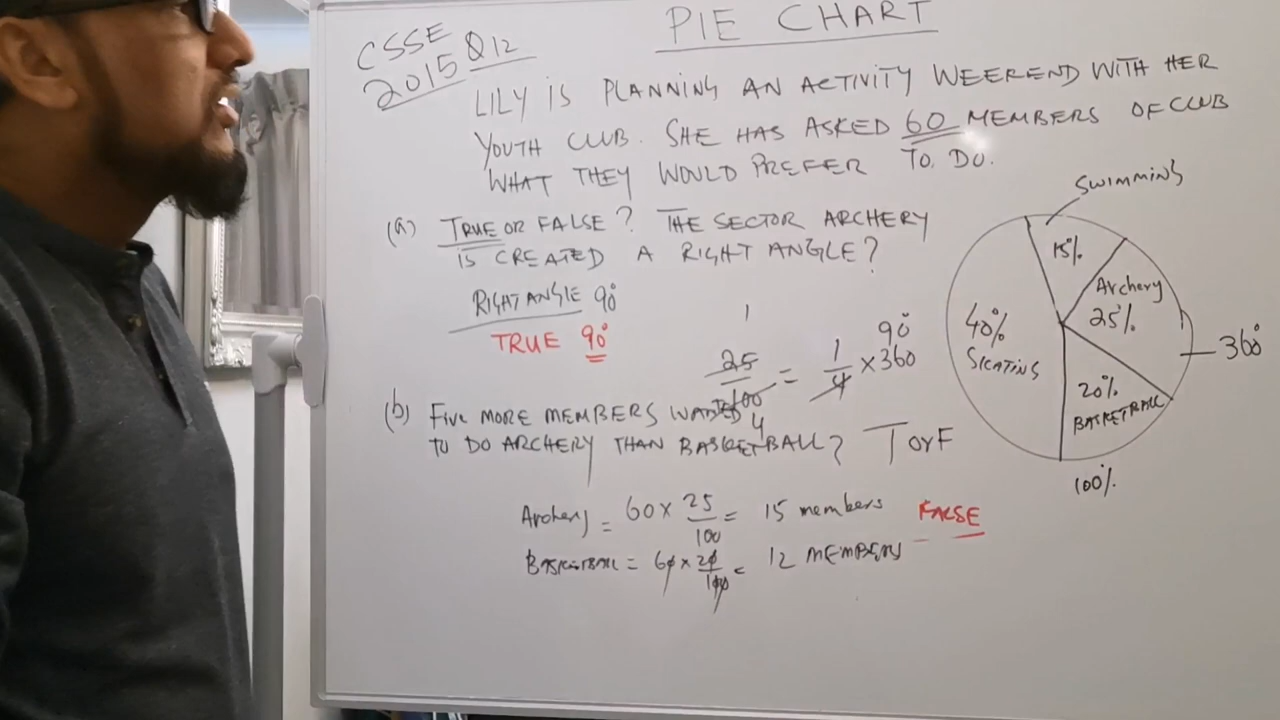 PIE CHART
CSSE
2015 Q12
LILY IS PLANNING AN ACTIVITY WEEKEND WITH HER
YOUTH CLUB. SHE HAS ASKED 60 MEMBERS OF CLUB
WHAT THEY WOULD PREFER TO DO.
(a) TRUE OR FALSE? THE SECTOR ARCHERY
IS CREATED A RIGHT ANGLE?
RIGHT ANGLE 90°
TRUE 90°
1
25/100 = 1/4 × 360
4
90°
(b) FIVE MORE MEMBERS WANTED
TO DO ARCHERY THAN BASKETBALL? T or F
Archery = 60 × 25/100 = 15 members FALSE
BASKETBALL = 60 × 20/100 = 12 MEMBERS
SWIMMING
15%
Archery
25%
40%
SKATING
20%
BASKETBALL
360°
100%